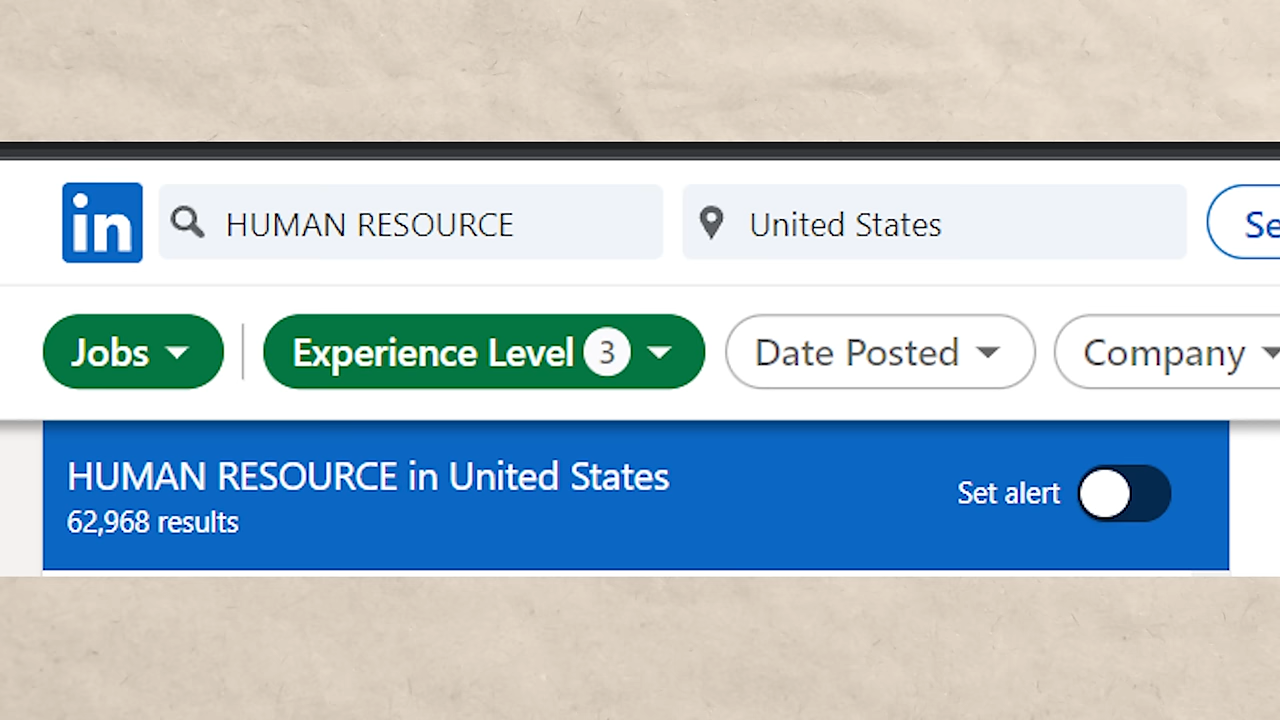 in HUMAN RESOURCE United States Se
Jobs Experience Level 3 Date Posted Company
HUMAN RESOURCE in United States
62,968 results
Set alert